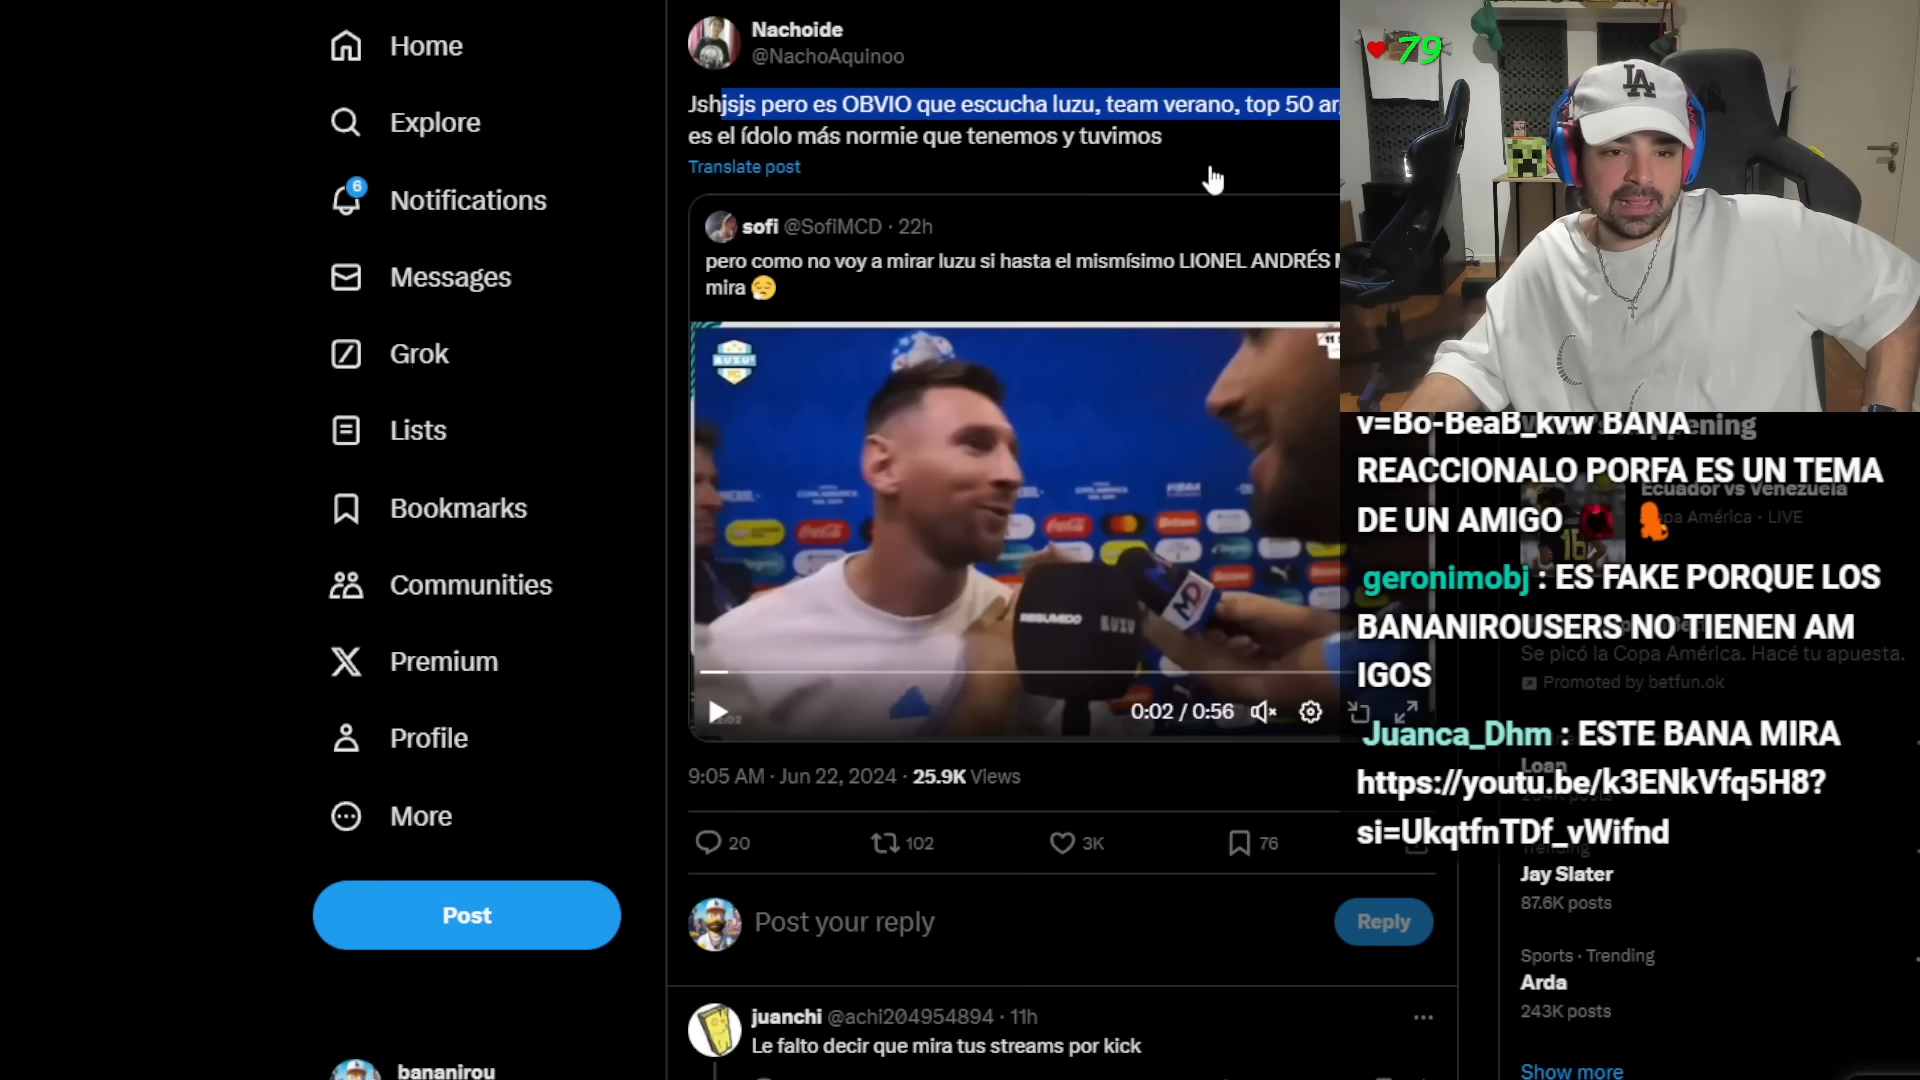 Home
Explore
6
Notifications
Messages
Grok
Lists
Bookmarks
Communities
Premium
Profile
More
Post
bananirou
Nachoide
@NachoAquinoo
Jshjsjs pero es OBVIO que escucha luzu, team verano, top 50 ar,
es el ídolo más normie que tenemos y tuvimos
Translate post
sofi @SofiMCD · 22h
pero como no voy a mirar luzu si hasta el mismísimo LIONEL ANDRÉS
mira
RESUMIDO
MD
0:02 / 0:56
9:05 AM · Jun 22, 2024 · 25.9K Views
20
102
3K
76
Post your reply
Reply
juanchi @achi204954894 · 11h
Le falto decir que mira tus streams por kick
79
LA
v=Bo-BeaB_kvw BANA
REACCIONALO PORFA ES UN TEMA
DE UN AMIGO
geronimobj : ES FAKE PORQUE LOS
BANANIROUSERS NO TIENEN AM
IGOS
Juanca_Dhm : ESTE BANA MIRA
https://youtu.be/k3ENkVfq5H8?
si=UkqtfnTDf_vWifnd
Ecuador vs Venezuela
Copa América · LIVE
Se picó la Copa América. Hacé tu apuesta.
Promoted by betfun.ok
Loan
Trending
Jay Slater
87.6K posts
Sports · Trending
Arda
243K posts
Show more